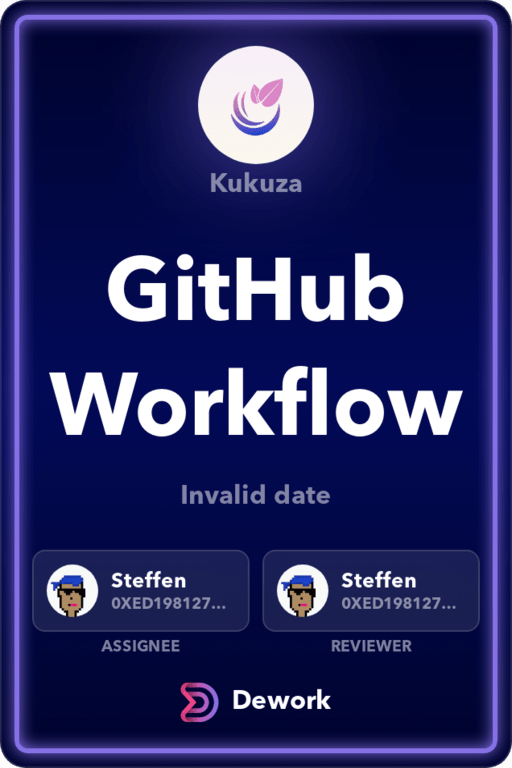 Kukuza
GitHub
Workflow
Invalid date
Steffen
0XED198127...
ASSIGNEE
Steffen
0XED198127...
REVIEWER
Dework